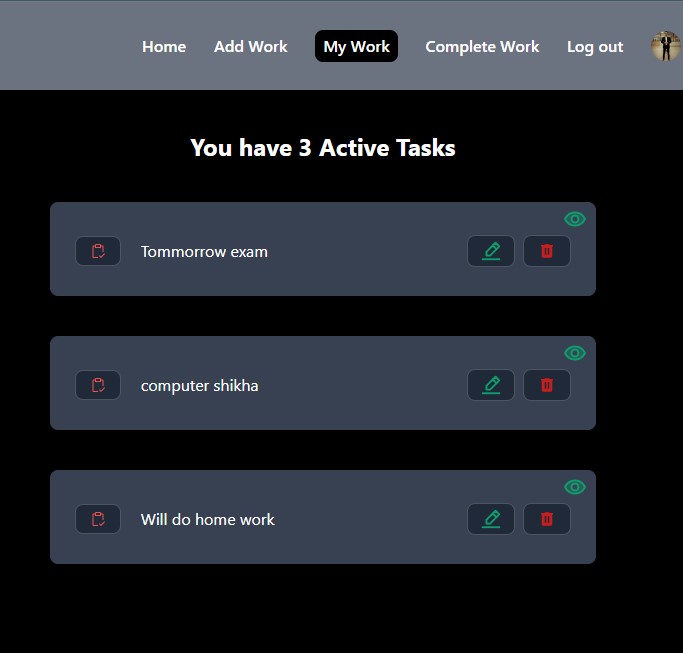 Home Add Work My Work Complete Work Log out
You have 3 Active Tasks
Tommorrow exam
computer shikha
Will do home work